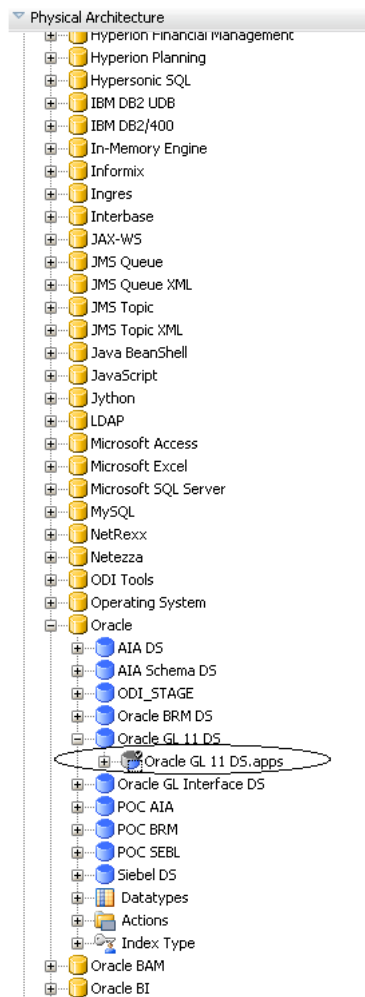 Physical Architecture
Hyperion Financial Management
Hyperion Planning
Hypersonic SQL
IBM DB2 UDB
IBM DB2/400
In-Memory Engine
Informix
Ingres
Interbase
JAX-WS
JMS Queue
JMS Queue XML
JMS Topic
JMS Topic XML
Java BeanShell
JavaScript
Jython
LDAP
Microsoft Access
Microsoft Excel
Microsoft SQL Server
MySQL
NetRexx
Netezza
ODI Tools
Operating System
Oracle
AIA DS
AIA Schema DS
ODI_STAGE
Oracle BRM DS
Oracle GL 11 DS
Oracle GL 11 DS.apps
Oracle GL Interface DS
POC AIA
POC BRM
POC SEBL
Siebel DS
Datatypes
Actions
Index Type
Oracle BAM
Oracle BI